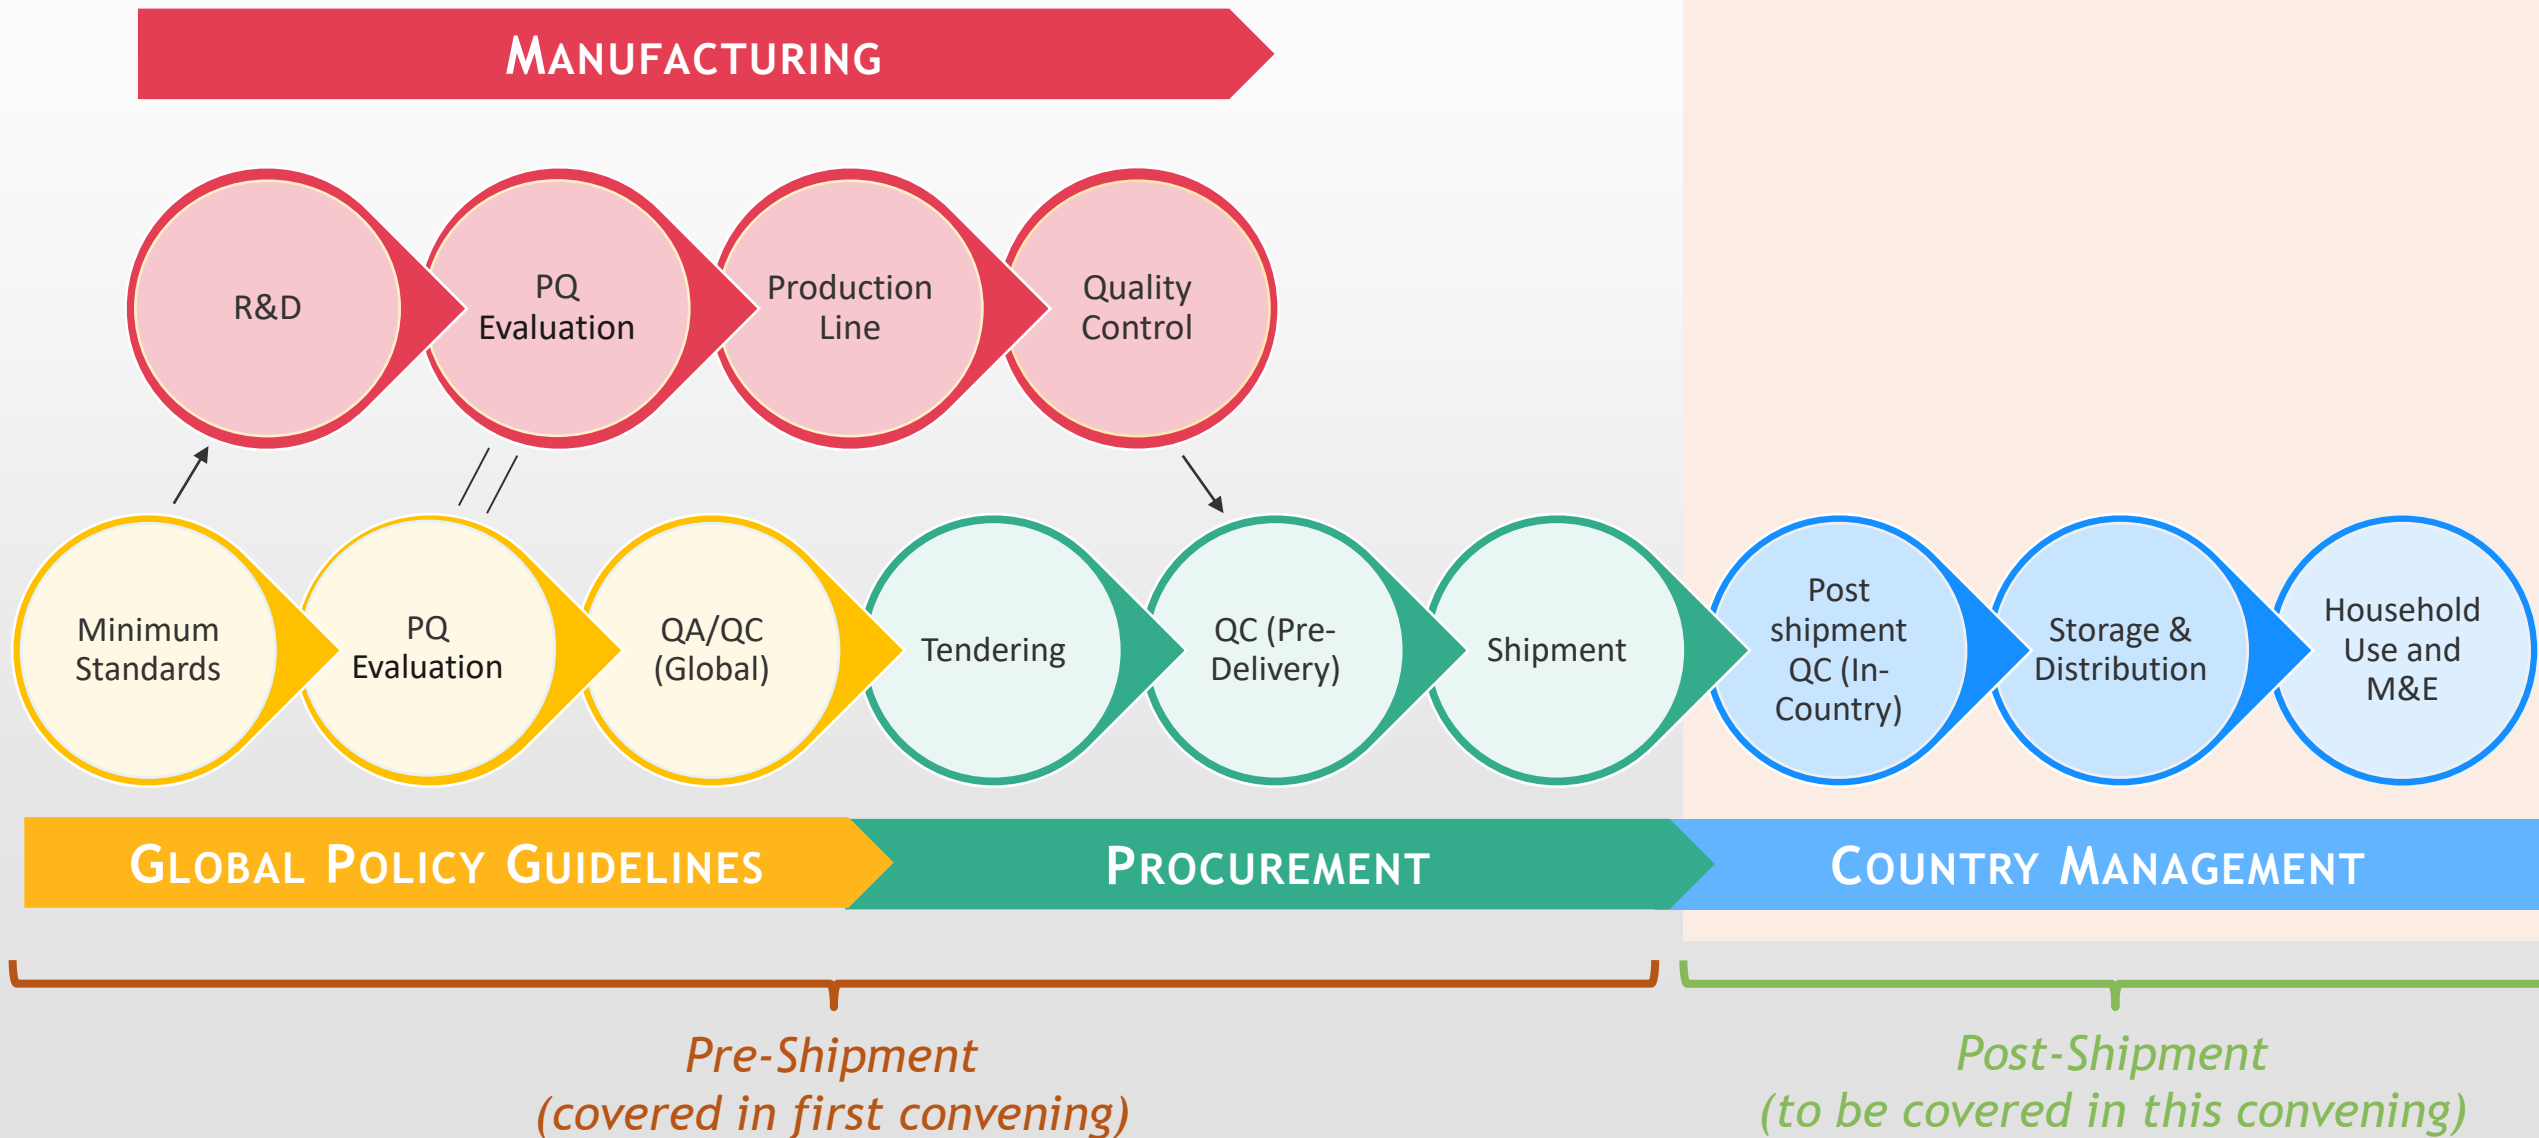 MANUFACTURING
R&D
PQ
Evaluation
Production
Line
Quality
Control
Minimum
Standards
PQ
Evaluation
QA/QC
(Global)
Tendering
QC (Pre-
Delivery)
Shipment
Post
shipment
QC (In-
Country)
Storage &
Distribution
Household
Use and
M&E
GLOBAL POLICY GUIDELINES
PROCUREMENT
COUNTRY MANAGEMENT
Pre-Shipment
(covered in first convening)
Post-Shipment
(to be covered in this convening)